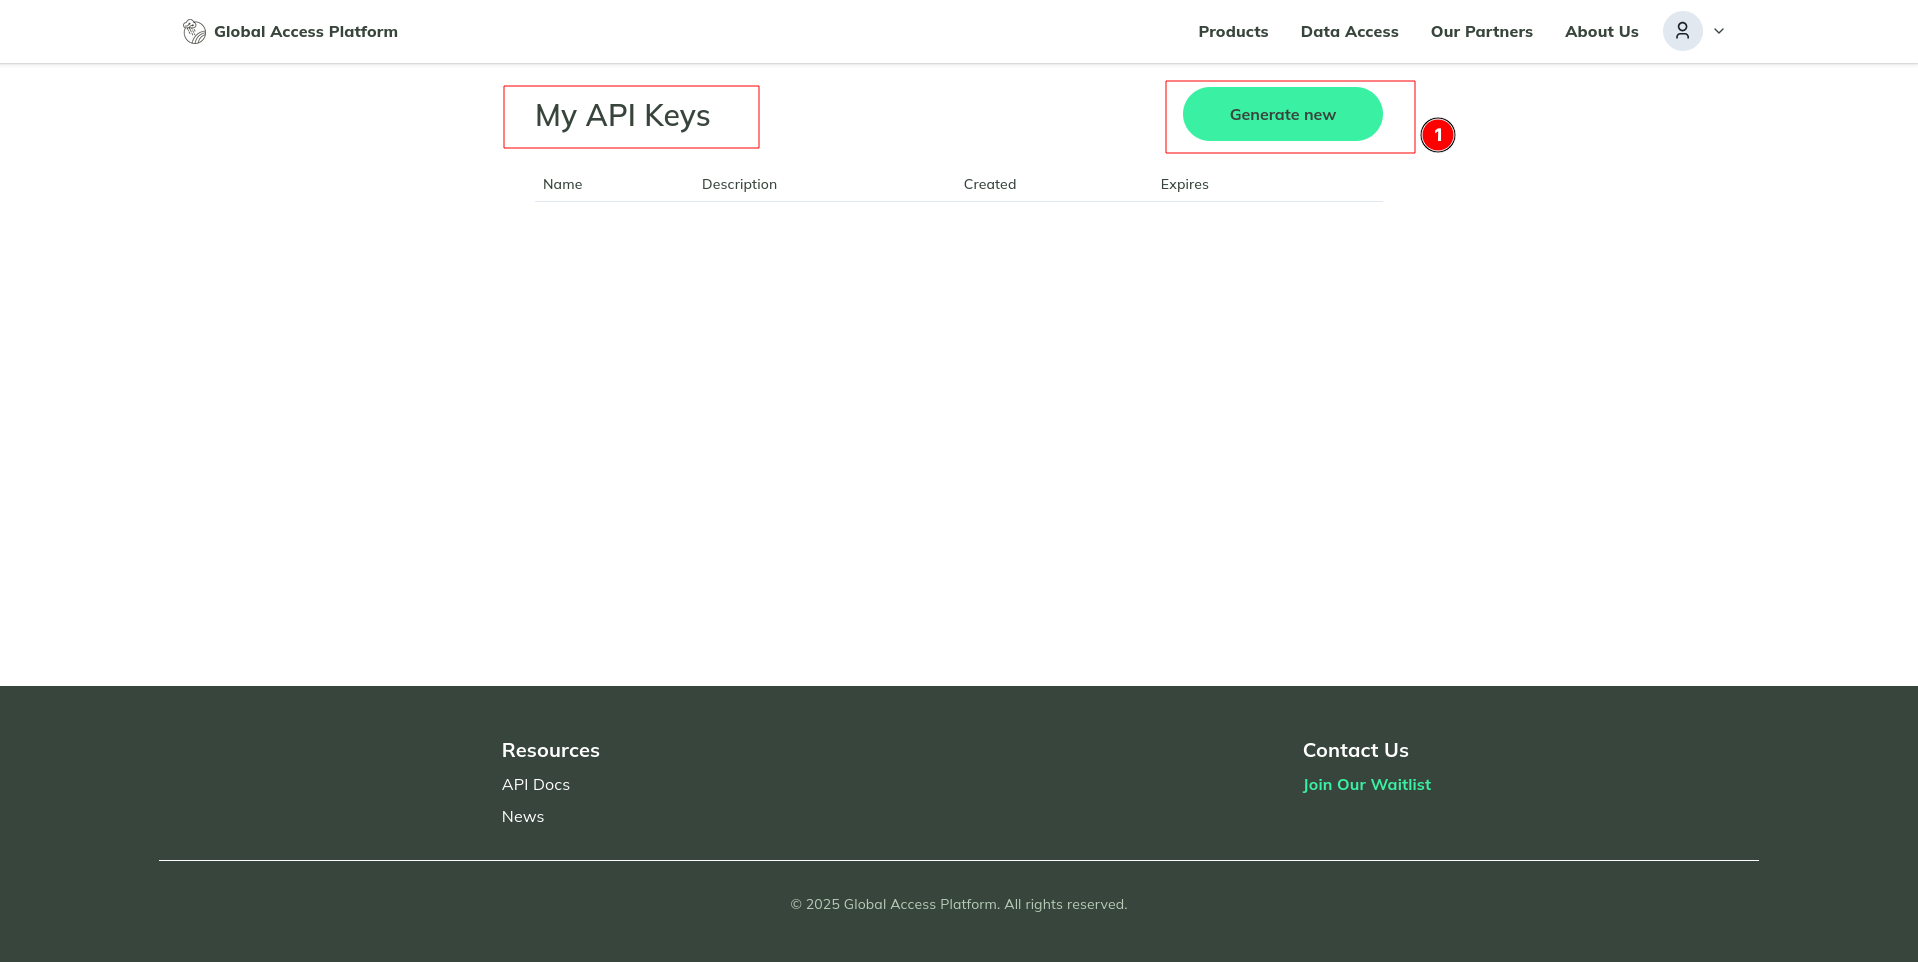 Global Access Platform
Products Data Access Our Partners About Us
My API Keys
Generate new
1
Name Description Created Expires
Resources
API Docs
News
Contact Us
Join Our Waitlist
© 2025 Global Access Platform. All rights reserved.